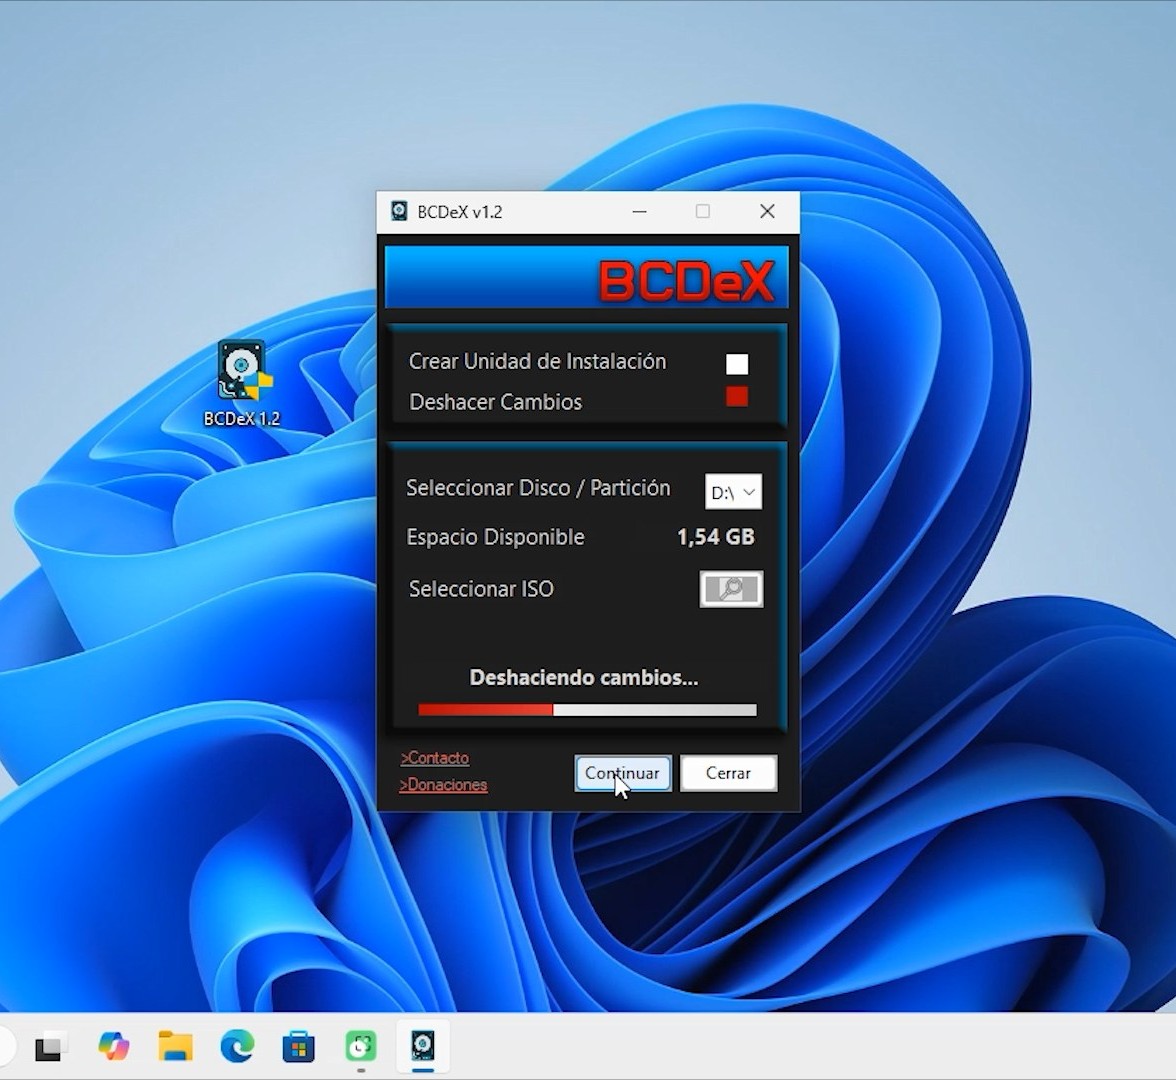 BCDeX v1.2
BCDeX
Crear Unidad de Instalación
Deshacer Cambios
BCDeX 1.2
Seleccionar Disco / Partición
D:\
Espacio Disponible
1,54 GB
Seleccionar ISO
Deshaciendo cambios...
>Contacto
>Donaciones
Continuar
Cerrar